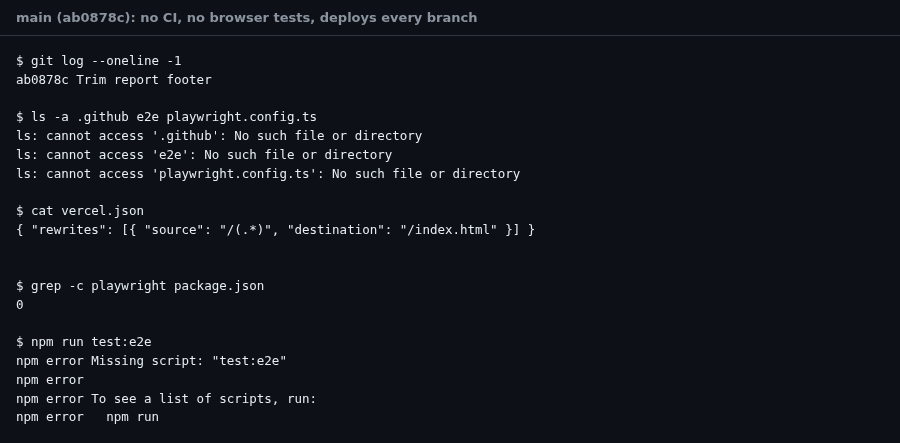 main (ab0878c): no CI, no browser tests, deploys every branch
$ git log --oneline -1
ab0878c Trim report footer
$ ls -a .github e2e playwright.config.ts
ls: cannot access '.github': No such file or directory
ls: cannot access 'e2e': No such file or directory
ls: cannot access 'playwright.config.ts': No such file or directory
$ cat vercel.json
{ "rewrites": [{ "source": "/(.*)", "destination": "/index.html" }] }
$ grep -c playwright package.json
0
$ npm run test:e2e
npm error Missing script: "test:e2e"
npm error
npm error To see a list of scripts, run:
npm error   npm run